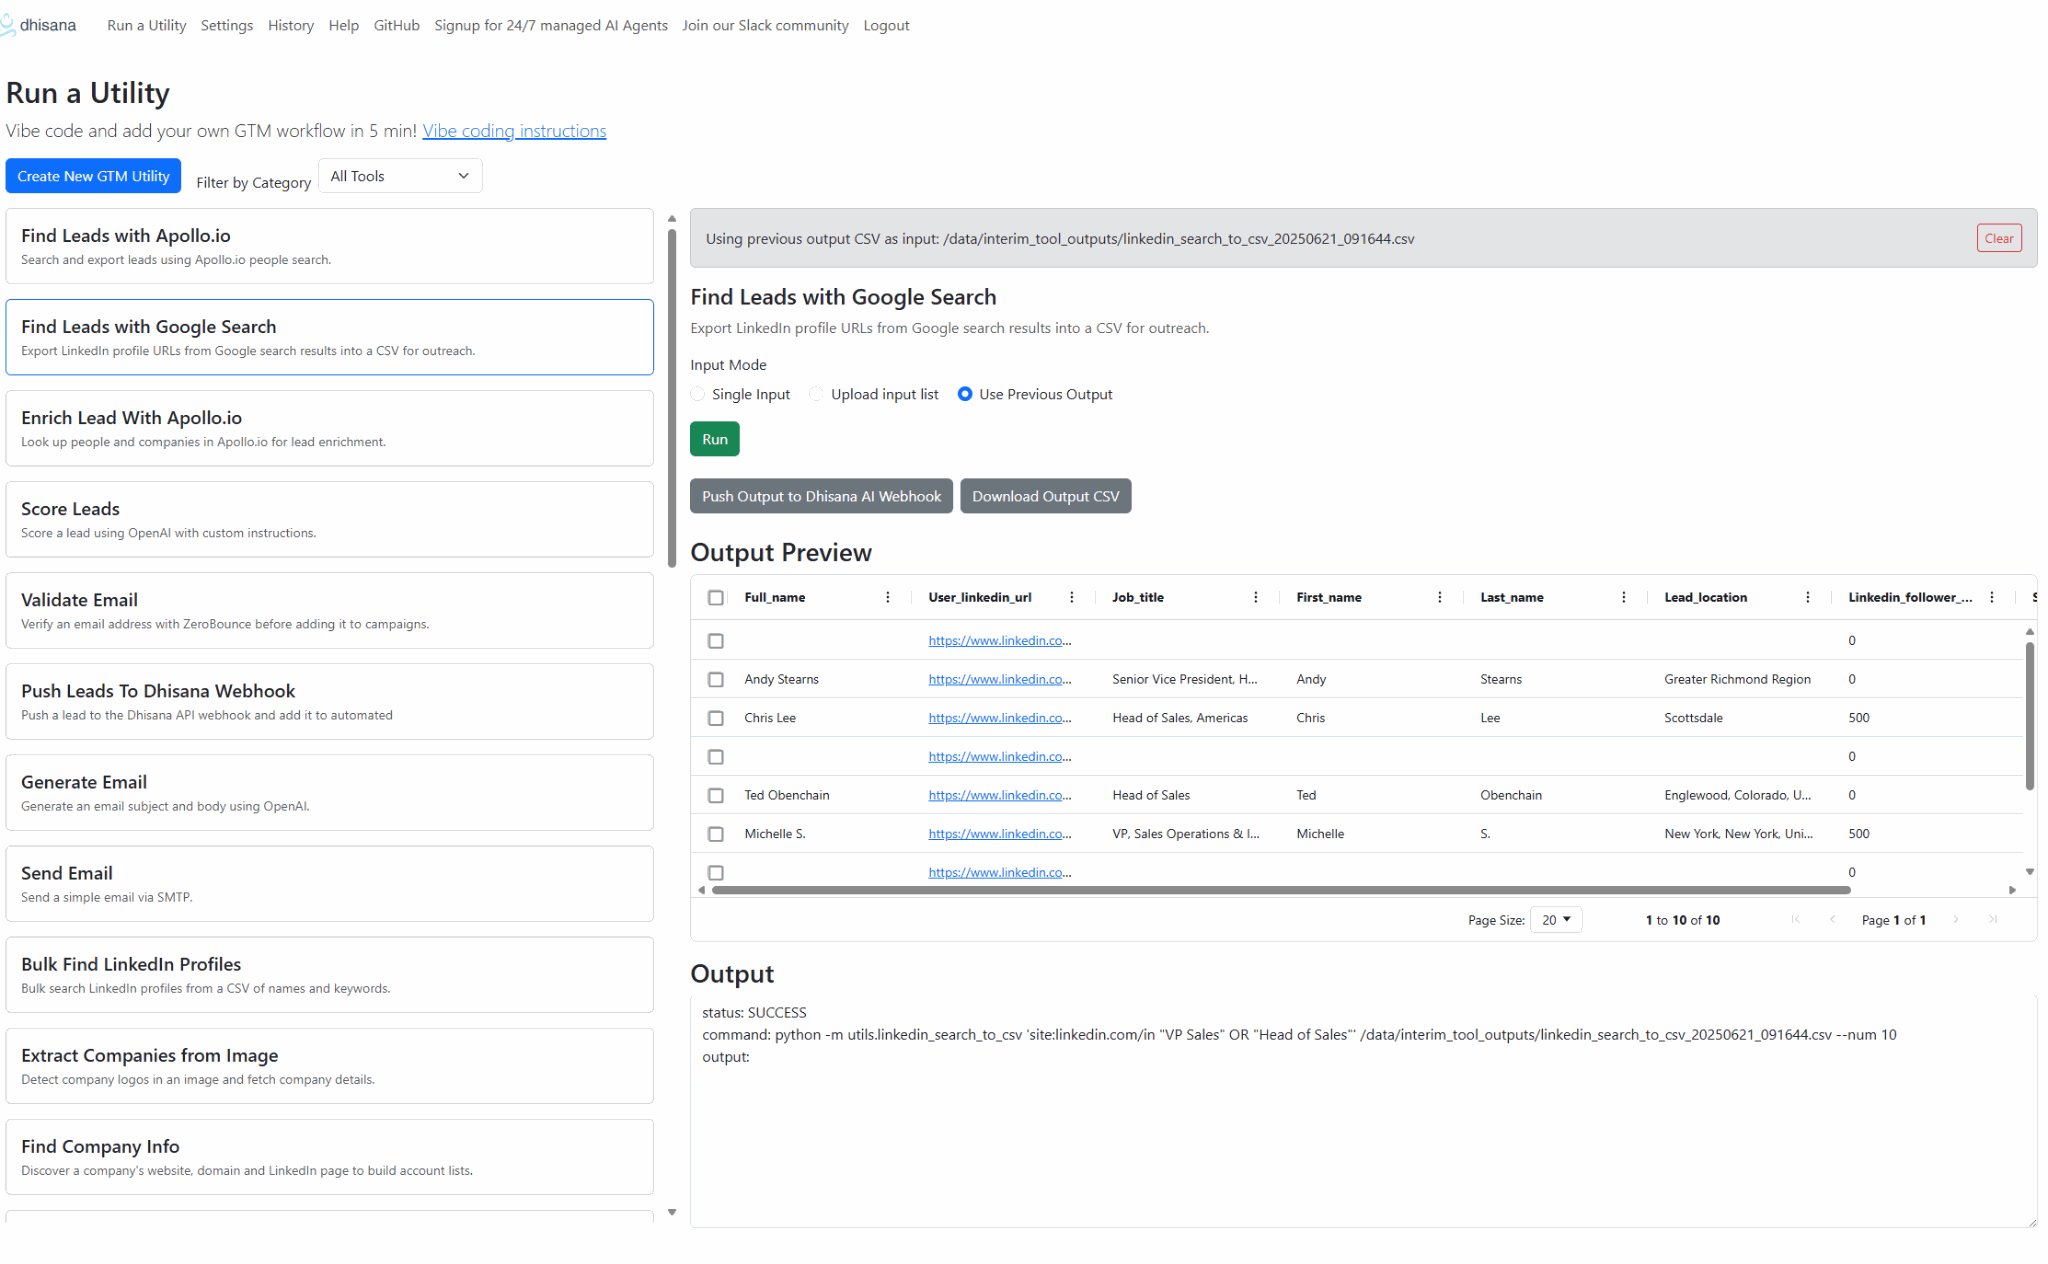 dhisana
Run a Utility Settings History Help GitHub Signup for 24/7 managed AI Agents Join our Slack community Logout
Run a Utility
Vibe code and add your own GTM workflow in 5 min! Vibe coding instructions
Create New GTM Utility Filter by Category All Tools
Find Leads with Apollo.io
Search and export leads using Apollo.io people search.
Find Leads with Google Search
Export LinkedIn profile URLs from Google search results into a CSV for outreach.
Enrich Lead With Apollo.io
Look up people and companies in Apollo.io for lead enrichment.
Score Leads
Score a lead using OpenAI with custom instructions.
Validate Email
Verify an email address with ZeroBounce before adding it to campaigns.
Push Leads To Dhisana Webhook
Push a lead to the Dhisana API webhook and add it to automated
Generate Email
Generate an email subject and body using OpenAI.
Send Email
Send a simple email via SMTP.
Bulk Find LinkedIn Profiles
Bulk search LinkedIn profiles from a CSV of names and keywords.
Extract Companies from Image
Detect company logos in an image and fetch company details.
Find Company Info
Discover a company's website, domain and LinkedIn page to build account lists.
Using previous output CSV as input: /data/interim_tool_outputs/linkedin_search_to_csv_20250621_091644.csv Clear
Find Leads with Google Search
Export LinkedIn profile URLs from Google search results into a CSV for outreach.
Input Mode
Single Input Upload input list Use Previous Output
Run
Push Output to Dhisana AI Webhook Download Output CSV
Output Preview
Full_name User_linkedin_url Job_title First_name Last_name Lead_location Linkedin_follower_... S
https://www.linkedin.co... 0
Andy Stearns https://www.linkedin.co... Senior Vice President, H... Andy Stearns Greater Richmond Region 0
Chris Lee https://www.linkedin.co... Head of Sales, Americas Chris Lee Scottsdale 500
https://www.linkedin.co... 0
Ted Obenchain https://www.linkedin.co... Head of Sales Ted Obenchain Englewood, Colorado, U... 0
Michelle S. https://www.linkedin.co... VP, Sales Operations & I... Michelle S. New York, New York, Uni... 500
https://www.linkedin.co... 0
Page Size: 20 1 to 10 of 10 Page 1 of 1
Output
status: SUCCESS
command: python -m utils.linkedin_search_to_csv 'site:linkedin.com/in "VP Sales" OR "Head of Sales"' /data/interim_tool_outputs/linkedin_search_to_csv_20250621_091644.csv --num 10
output: